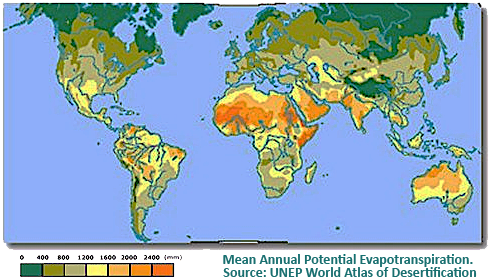 0 400 800 1200 1600 2000 2400 (mm)
Mean Annual Potential Evapotranspiration.
Source: UNEP World Atlas of Desertification